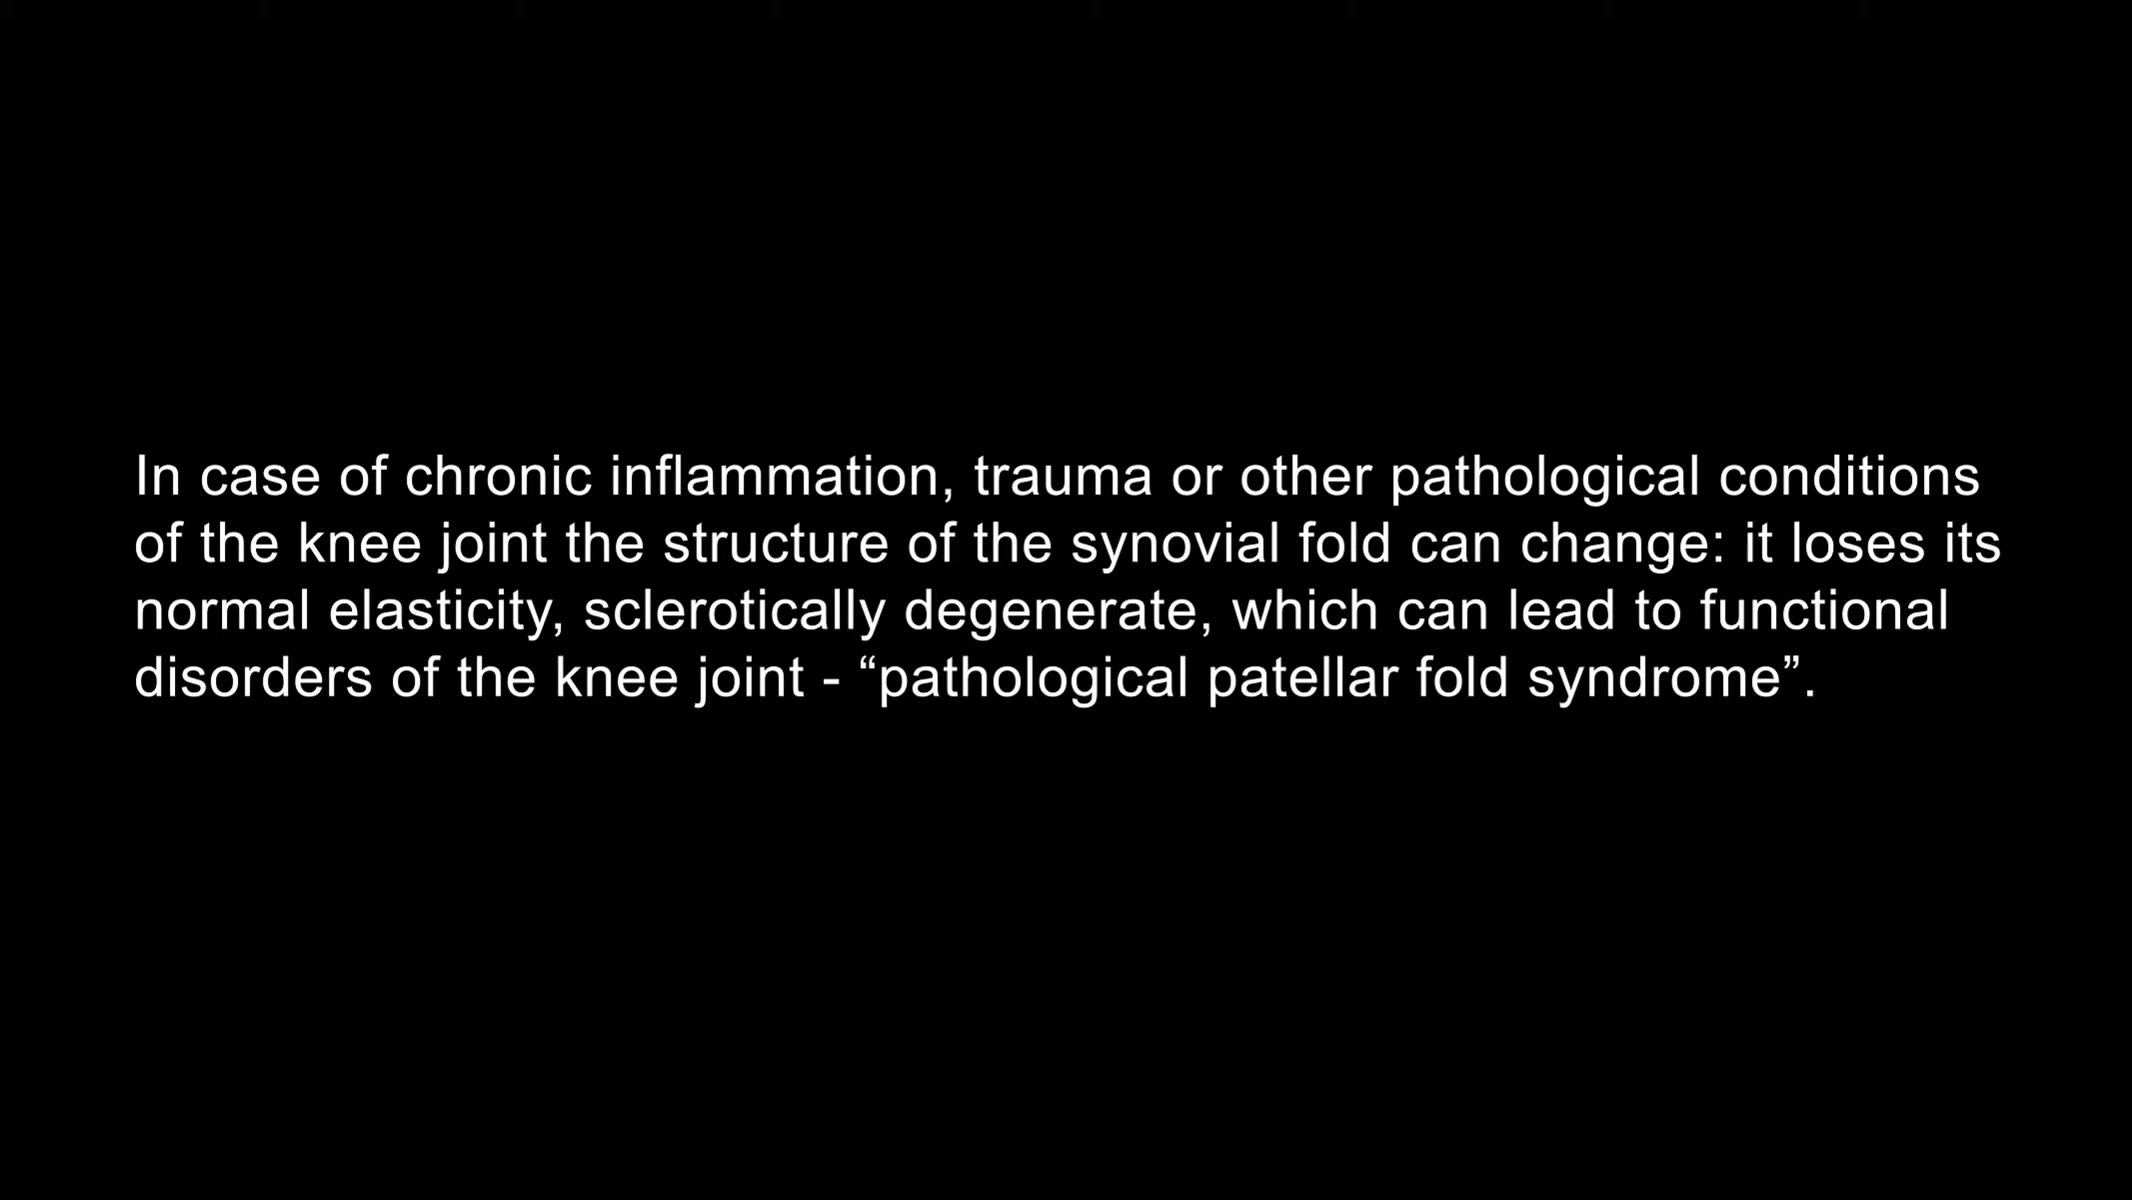 In case of chronic inflammation, trauma or other pathological conditions
of the knee joint the structure of the synovial fold can change: it loses its
normal elasticity, sclerotically degenerate, which can lead to functional
disorders of the knee joint - “pathological patellar fold syndrome”.